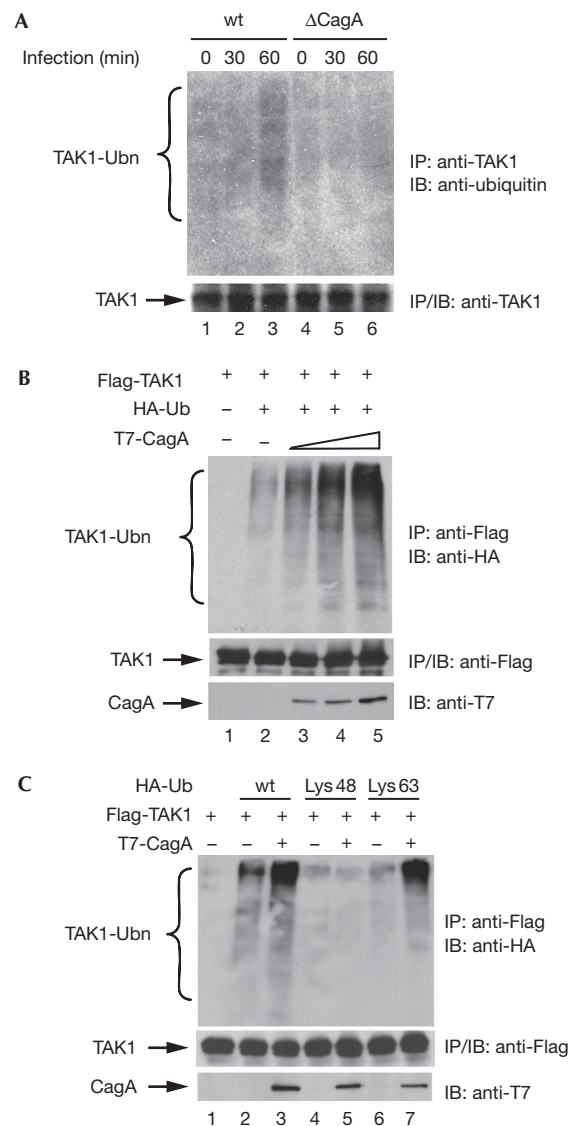 A
wt ΔCagA
Infection (min) 0 30 60 0 30 60
TAK1-Ubn
IP: anti-TAK1
IB: anti-ubiquitin
TAK1 IP/IB: anti-TAK1
1 2 3 4 5 6
B
Flag-TAK1 + + + + +
HA-Ub – + + + +
T7-CagA – –
TAK1-Ubn
IP: anti-Flag
IB: anti-HA
TAK1 IP/IB: anti-Flag
CagA IB: anti-T7
1 2 3 4 5
C
HA-Ub wt Lys 48 Lys 63
Flag-TAK1 + + + + + + +
T7-CagA – – + – + – +
TAK1-Ubn
IP: anti-Flag
IB: anti-HA
TAK1 IP/IB: anti-Flag
CagA IB: anti-T7
1 2 3 4 5 6 7